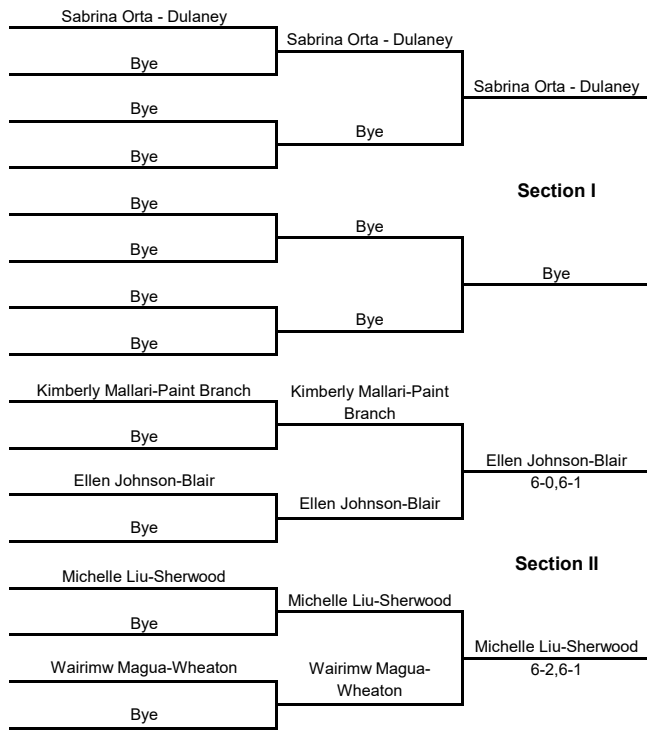 Sabrina Orta - Dulaney
Sabrina Orta - Dulaney
Bye
Sabrina Orta - Dulaney
Bye
Bye
Bye
Section I
Bye
Bye
Bye
Bye
Bye
Bye
Bye
Kimberly Mallari-Paint Branch
Kimberly Mallari-Paint
Branch
Bye
Ellen Johnson-Blair
6-0,6-1
Ellen Johnson-Blair
Ellen Johnson-Blair
Bye
Section II
Michelle Liu-Sherwood
Michelle Liu-Sherwood
Bye
Michelle Liu-Sherwood
6-2,6-1
Wairimw Magua-Wheaton
Wairimw Magua-
Wheaton
Bye